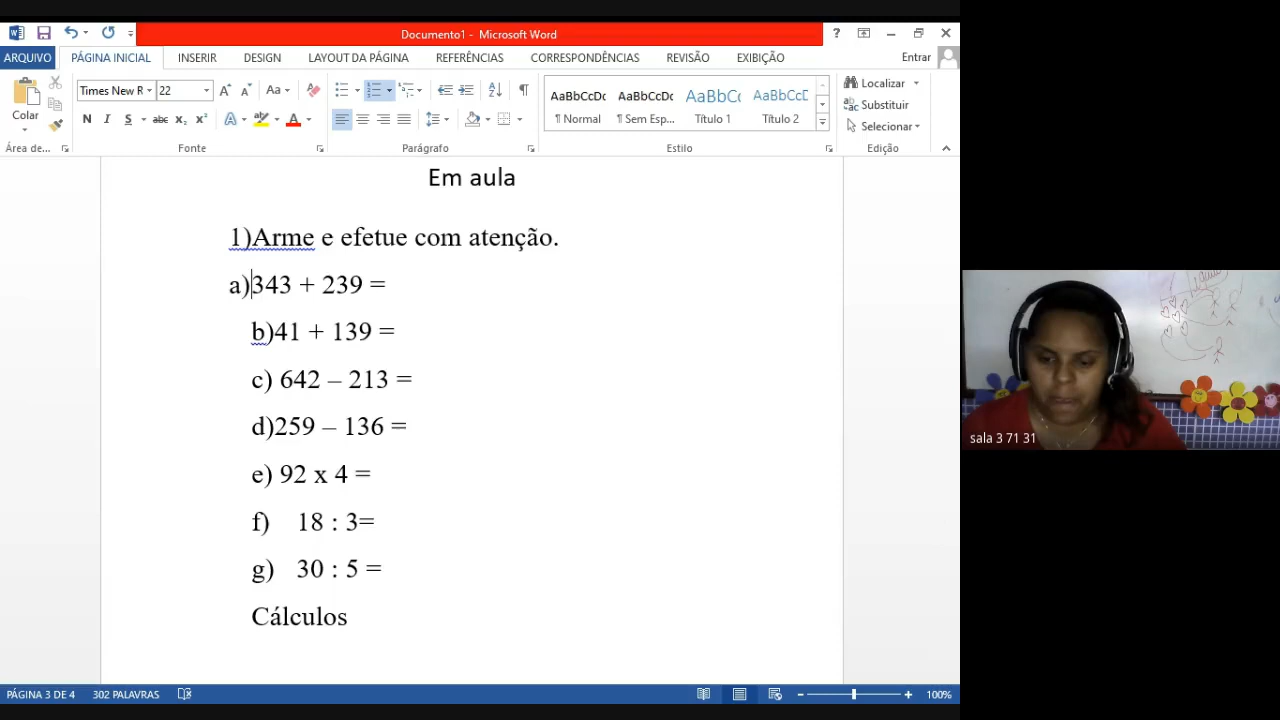 Documento1 - Microsoft Word
ARQUIVO PÁGINA INICIAL INSERIR DESIGN LAYOUT DA PÁGINA REFERÊNCIAS CORRESPONDÊNCIAS REVISÃO EXIBIÇÃO Entrar
Times New R 22
Colar
AaBbCcDc AaBbCcDc AaBbC( AaBbCcD
¶ Normal ¶ Sem Esp... Título 1 Título 2
Localizar
Substituir
Selecionar
Área de... Fonte Parágrafo Estilo Edição
Em aula
1)Arme e efetue com atenção.
a)343 + 239 =
b)41 + 139 =
c) 642 – 213 =
d)259 – 136 =
e) 92 x 4 =
f) 18 : 3=
g) 30 : 5 =
Cálculos
sala 3 71 31
PÁGINA 3 DE 4 302 PALAVRAS 100%